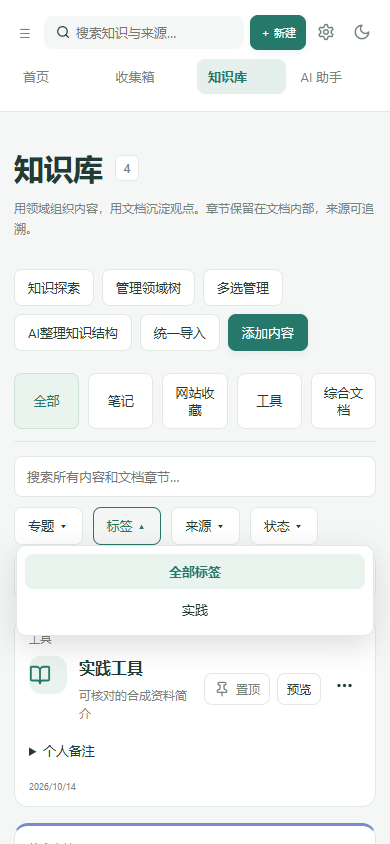 搜索知识与来源...
+ 新建
首页
收集箱
知识库
AI 助手
知识库
4
用领域组织内容，用文档沉淀观点。章节保留在文档内部，来源可追
溯。
知识探索
管理领域树
多选管理
AI整理知识结构
统一导入
添加内容
全部
笔记
网站收
藏
工具
综合文
档
搜索所有内容和文档章节...
专题
标签
来源
状态
全部标签
实践
工具
实践工具
可核对的合成资料简
介
置顶
预览
个人备注
2026/10/14